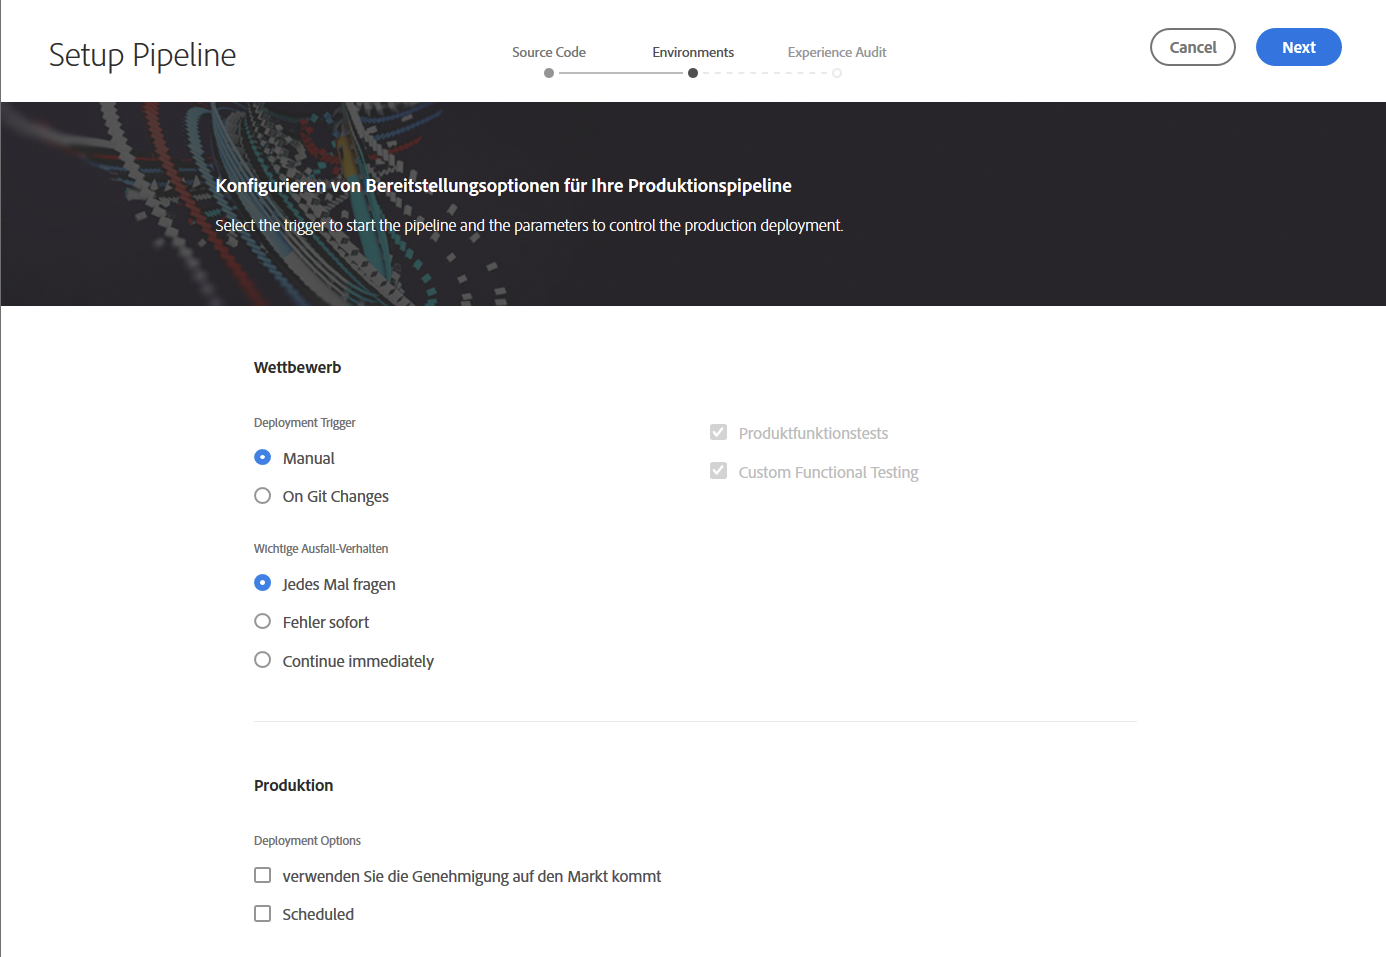 Setup Pipeline
Source Code
Environments
Experience Audit
Cancel
Next
Konfigurieren von Bereitstellungsoptionen für Ihre Produktionspipeline
Select the trigger to start the pipeline and the parameters to control the production deployment.
Wettbewerb
Deployment Trigger
Manual
On Git Changes
Produktfunktionstests
Custom Functional Testing
Wichtige Ausfall-Verhalten
Jedes Mal fragen
Fehler sofort
Continue immediately
Produktion
Deployment Options
verwenden Sie die Genehmigung auf den Markt kommt
Scheduled